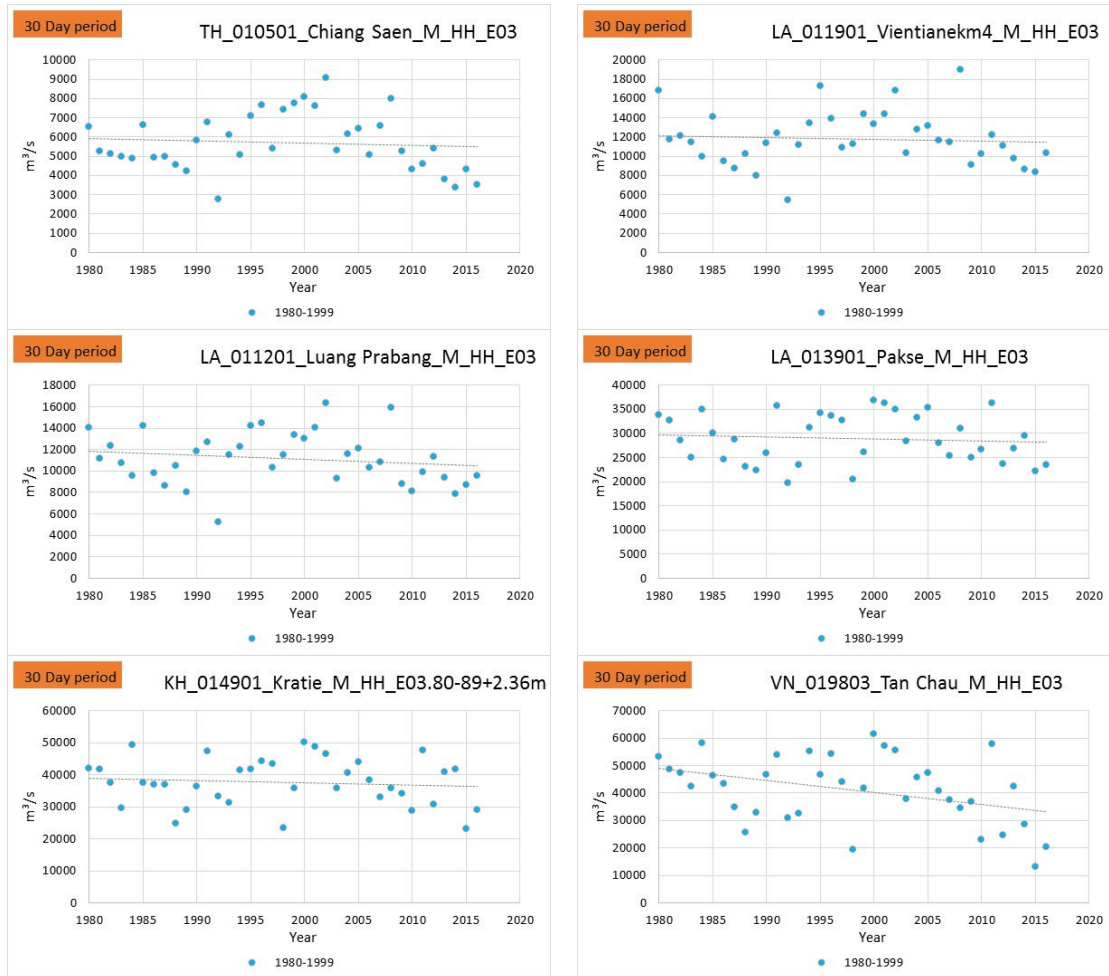 30 Day period
TH_010501_Chiang Saen_M_HH_E03
10000
9000
8000
7000
6000
5000
4000
3000
2000
1000
0
m³/s
1980 1985 1990 1995 2000 2005 2010 2015 2020
Year
1980-1999
30 Day period
LA_011901_Vientianekm4_M_HH_E03
20000
18000
16000
14000
12000
10000
8000
6000
4000
2000
0
m³/s
1980 1985 1990 1995 2000 2005 2010 2015 2020
Year
1980-1999
30 Day period
LA_011201_Luang Prabang_M_HH_E03
18000
16000
14000
12000
10000
8000
6000
4000
2000
0
m³/s
1980 1985 1990 1995 2000 2005 2010 2015 2020
Year
1980-1999
30 Day period
LA_013901_Pakse_M_HH_E03
40000
35000
30000
25000
20000
15000
10000
5000
0
m³/s
1980 1985 1990 1995 2000 2005 2010 2015 2020
Year
1980-1999
30 Day period
KH_014901_Kratie_M_HH_E03.80-89+2.36m
60000
50000
40000
30000
20000
10000
0
m³/s
1980 1985 1990 1995 2000 2005 2010 2015 2020
Year
1980-1999
30 Day period
VN_019803_Tan Chau_M_HH_E03
70000
60000
50000
40000
30000
20000
10000
0
m³/s
1980 1985 1990 1995 2000 2005 2010 2015 2020
Year
1980-1999